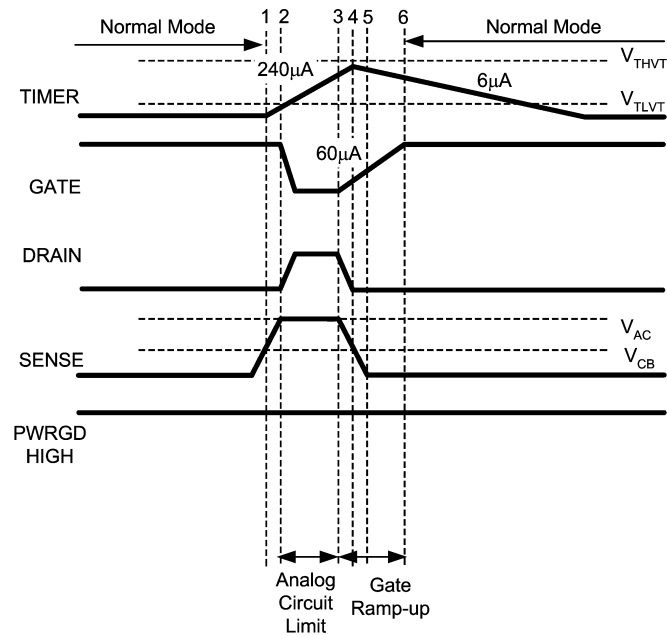 1 2 3 4 5 6
Normal Mode
Normal Mode
V_THVT
240µA
6µA
TIMER
V_TLVT
60µA
GATE
DRAIN
V_AC
SENSE
V_CB
PWRGD
HIGH
Analog
Circuit
Limit
Gate
Ramp-up